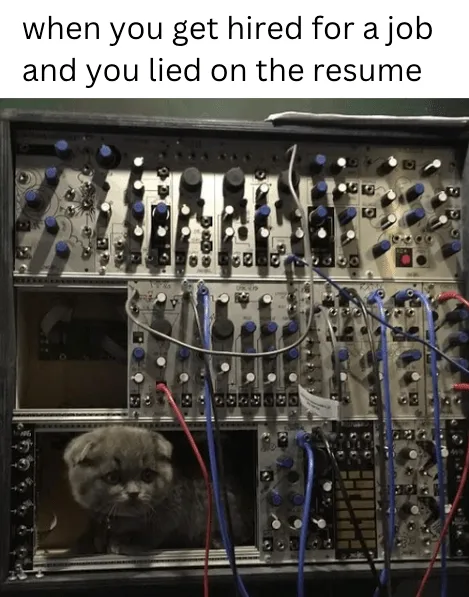 when you get hired for a job
and you lied on the resume